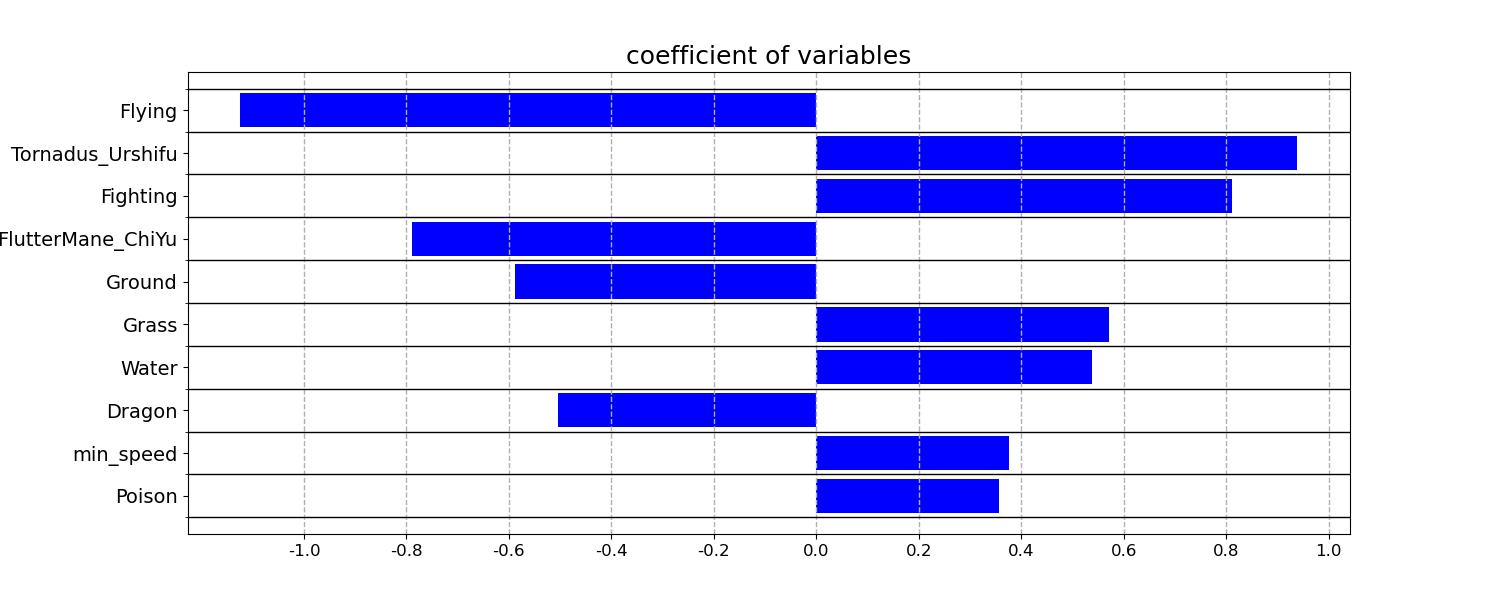 coefficient of variables
Flying
Tornadus_Urshifu
Fighting
FlutterMane_ChiYu
Ground
Grass
Water
Dragon
min_speed
Poison
-1.0 -0.8 -0.6 -0.4 -0.2 0.0 0.2 0.4 0.6 0.8 1.0